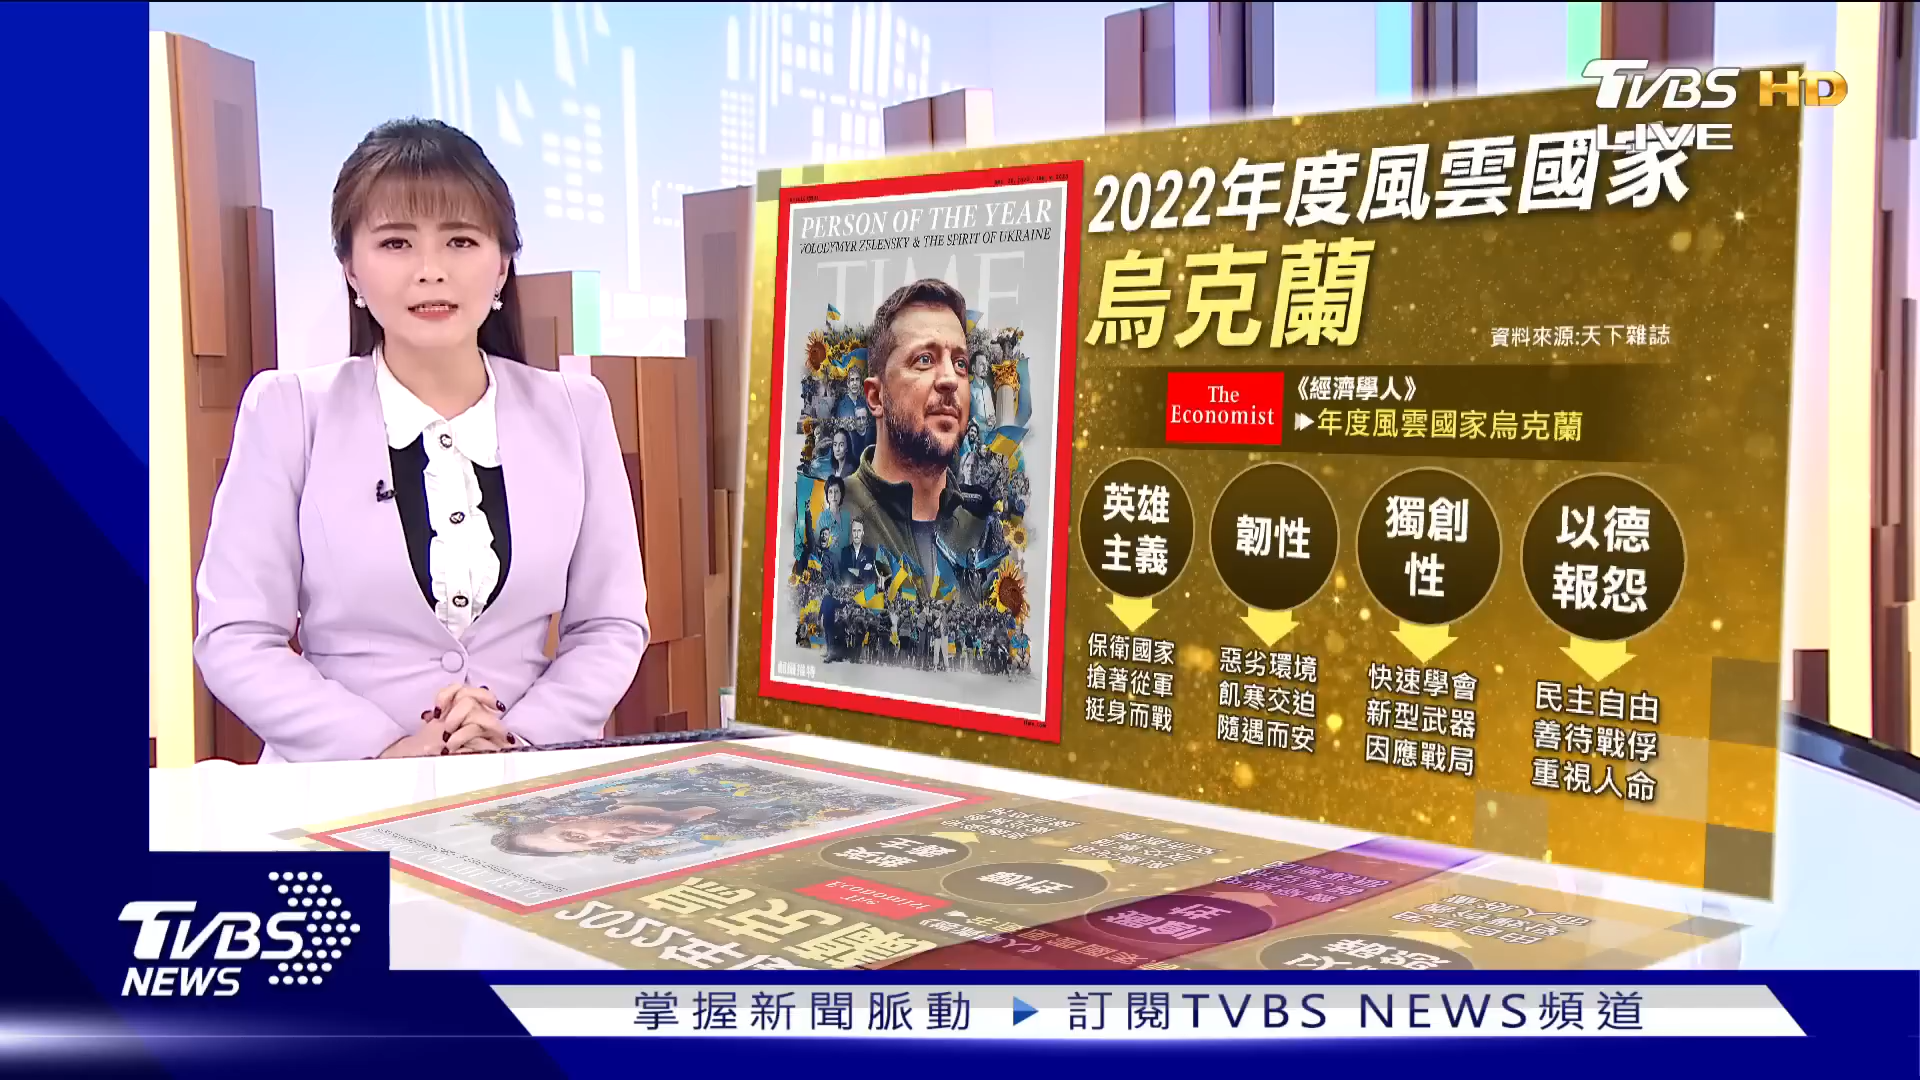 TVBS HD
LIVE
2022年度風雲國家
烏克蘭
資料來源:天下雜誌
PERSON OF THE YEAR
VOLODYMYR ZELENSKY & THE SPIRIT OF UKRAINE
TIME
翻攝推特
The
Economist
《經濟學人》
▶年度風雲國家烏克蘭
英雄
主義
保衛國家
搶著從軍
挺身而戰
韌性
惡劣環境
飢寒交迫
隨遇而安
獨創
性
快速學會
新型武器
因應戰局
以德
報怨
民主自由
善待戰俘
重視人命
TVBS
NEWS
掌握新聞脈動 ▶ 訂閱TVBS NEWS頻道